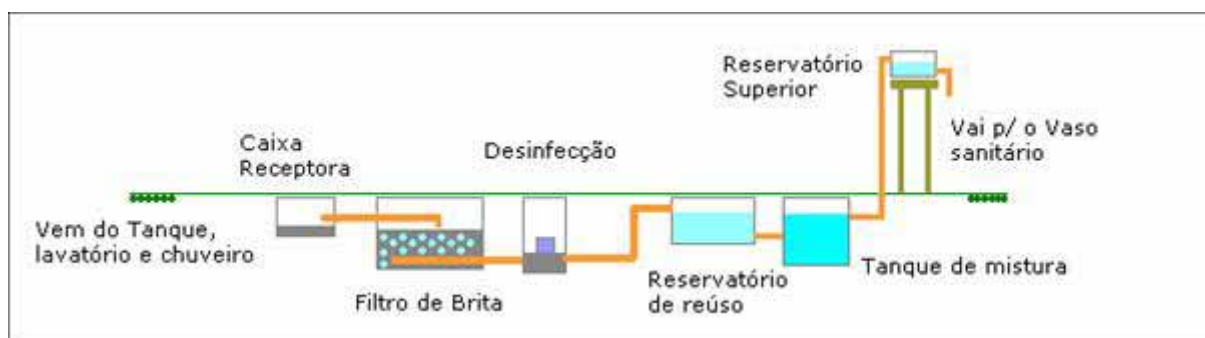 Reservatório
Superior
Vai p/ o Vaso
sanitário
Caixa
Receptora
Desinfecção
Vem do Tanque,
lavatório e chuveiro
Filtro de Brita
Reservatório
de reúso
Tanque de mistura